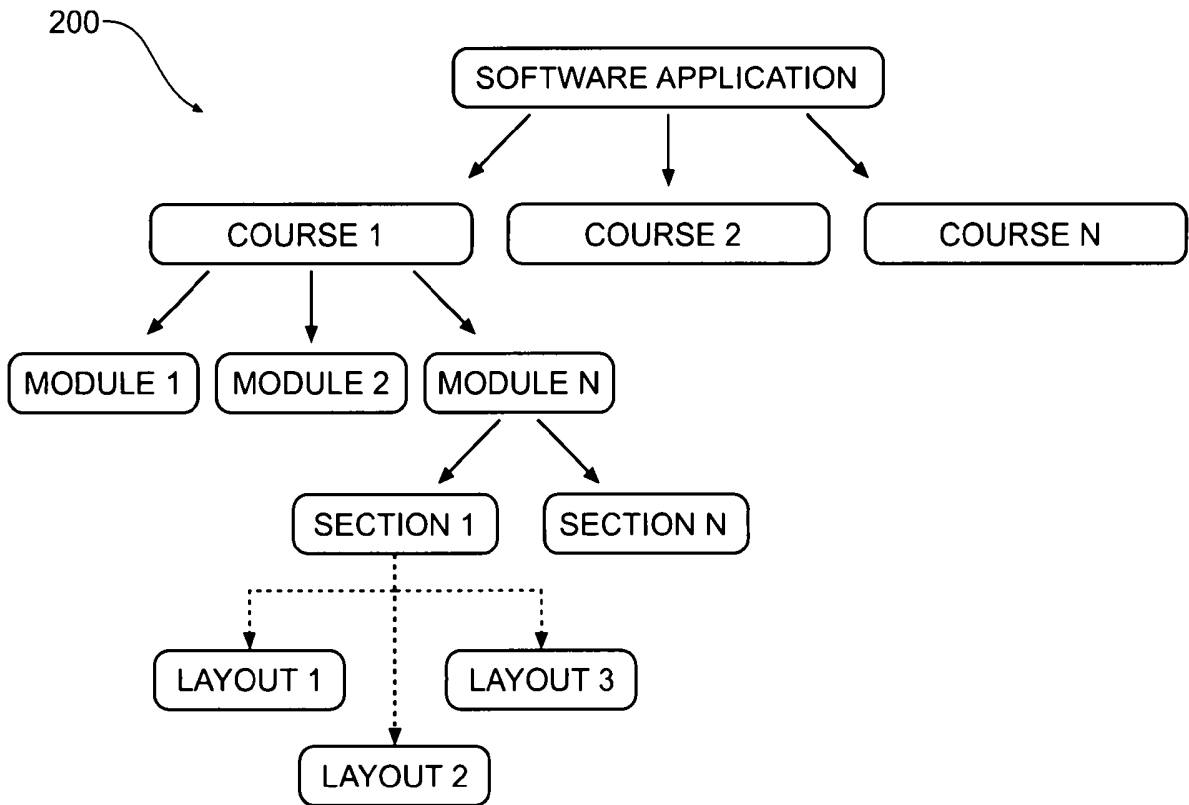 200
SOFTWARE APPLICATION
COURSE 1
COURSE 2
COURSE N
MODULE 1
MODULE 2
MODULE N
SECTION 1
SECTION N
LAYOUT 1
LAYOUT 3
LAYOUT 2